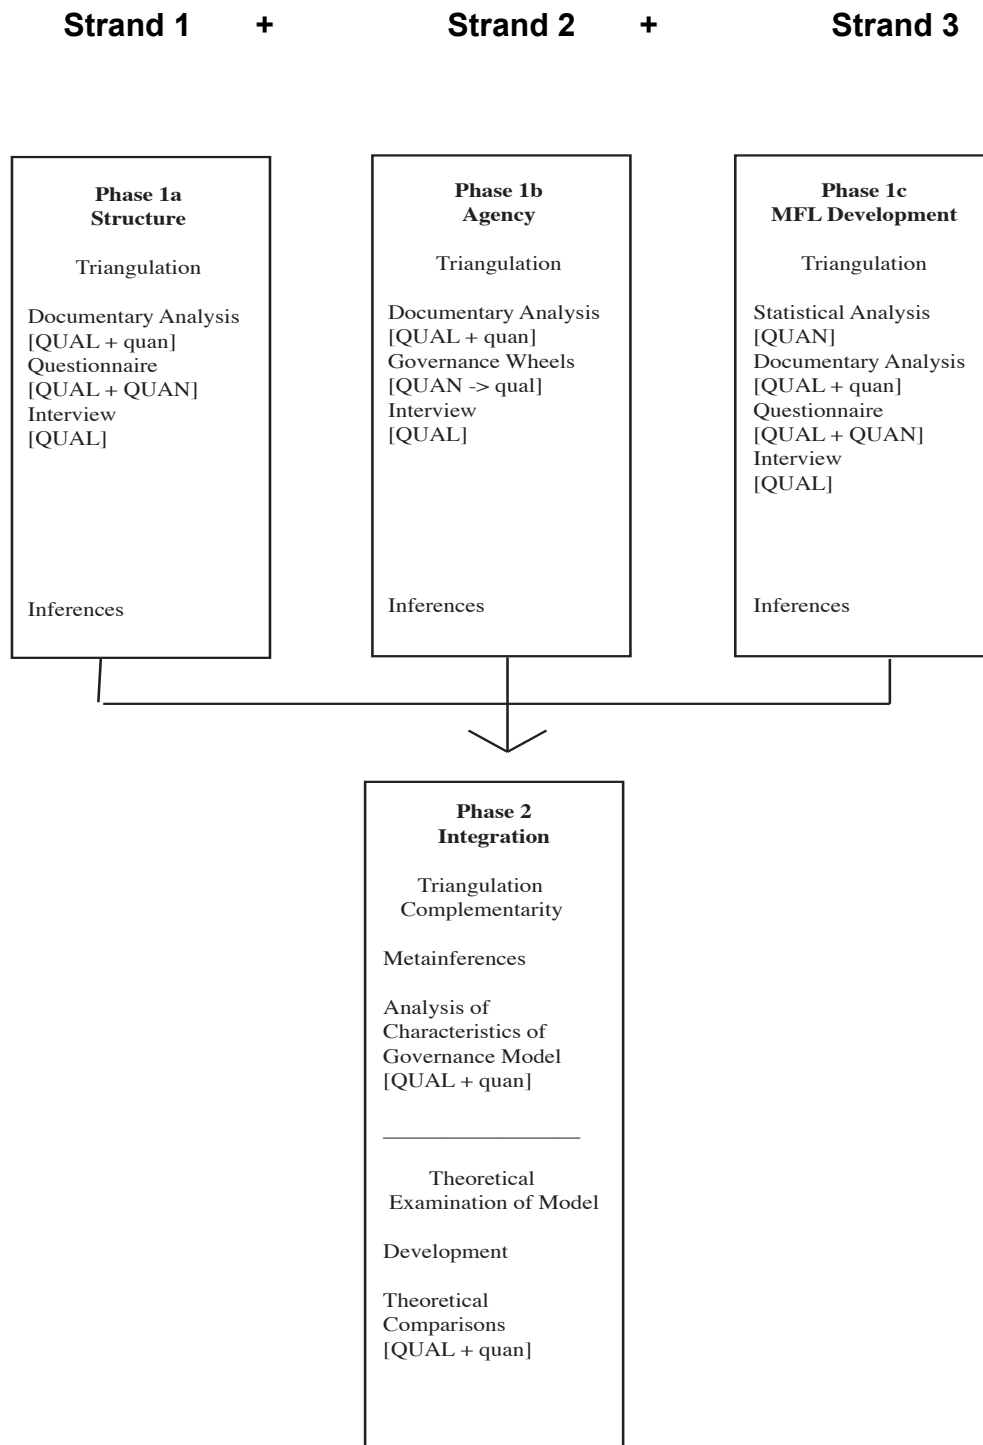 Strand 1 + Strand 2 + Strand 3
Phase 1a
Structure
Triangulation
Documentary Analysis
[QUAL + quan]
Questionnaire
[QUAL + QUAN]
Interview
[QUAL]
Inferences
Phase 1b
Agency
Triangulation
Documentary Analysis
[QUAL + quan]
Governance Wheels
[QUAN -> qual]
Interview
[QUAL]
Inferences
Phase 1c
MFL Development
Triangulation
Statistical Analysis
[QUAN]
Documentary Analysis
[QUAL + quan]
Questionnaire
[QUAL + QUAN]
Interview
[QUAL]
Inferences
Phase 2
Integration
Triangulation
Complementarity
Metainferences
Analysis of
Characteristics of
Governance Model
[QUAL + quan]
Theoretical
Examination of Model
Development
Theoretical
Comparisons
[QUAL + quan]